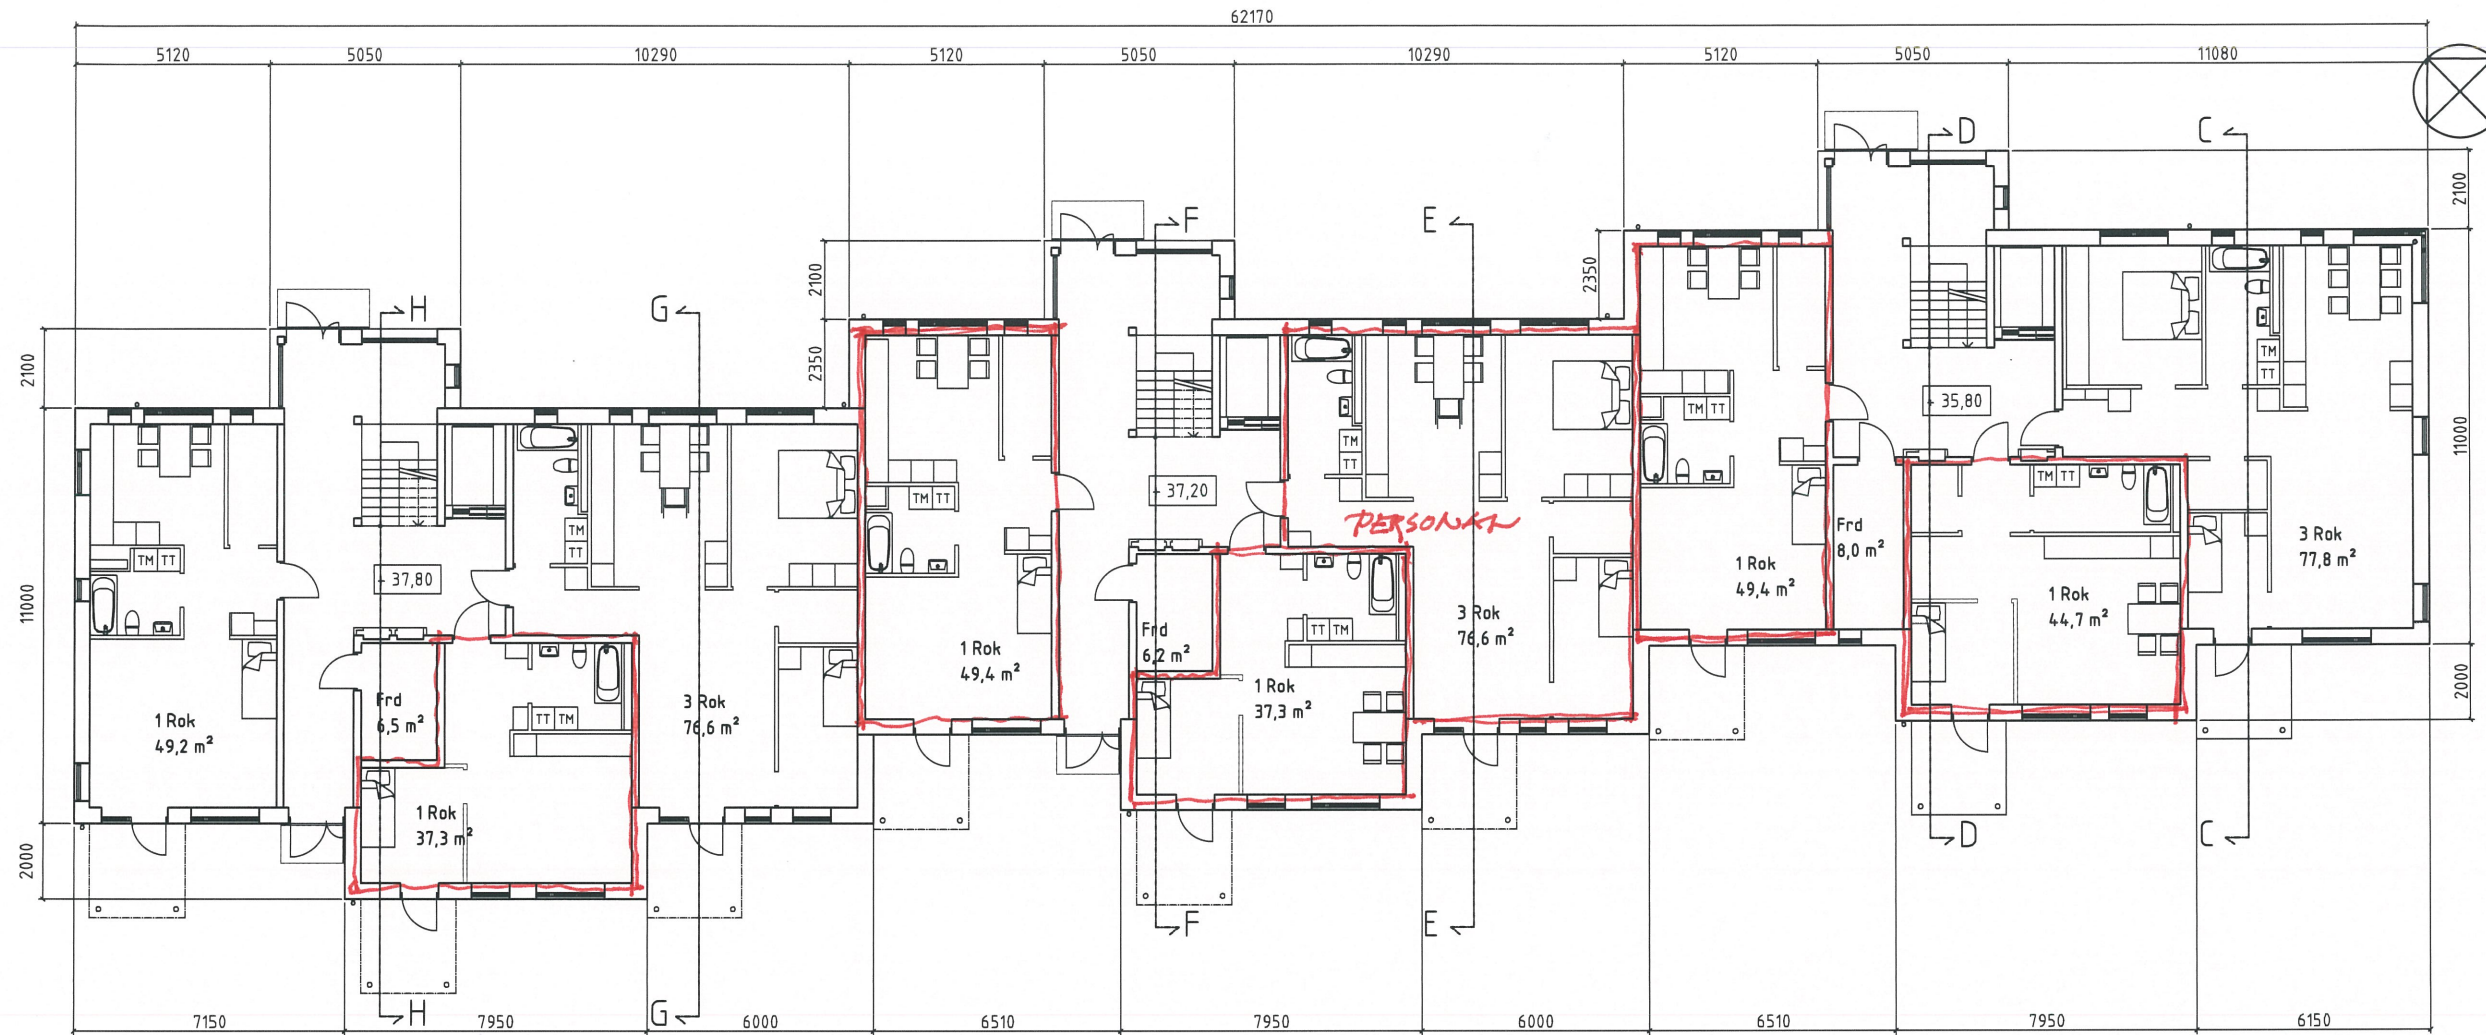 62170
5120 5050 10290 5120 5050 10290 5120 5050 11080
D C
2100
F E
2100 2350
H G
11000
2100 2350
TM TT
35,80
TM TT
TM TT
37,20
TM TT
TM TT
TM TT
PERSONAL
Frd
8,0 m²
3 Rok
77,8 m²
TM TT
TM TT
37,80
1 Rok
49,4 m²
1 Rok
44,7 m²
11000
3 Rok
76,6 m²
Frd
6,2 m²
TT TM
1 Rok
49,4 m²
1 Rok
37,3 m²
2000
Frd
6,5 m²
3 Rok
76,6 m²
1 Rok
49,2 m²
TT TM
1 Rok
37,3 m²
D C
2000
F E
H G
7150 7950 6000 6510 7950 6000 6510 7950 6150